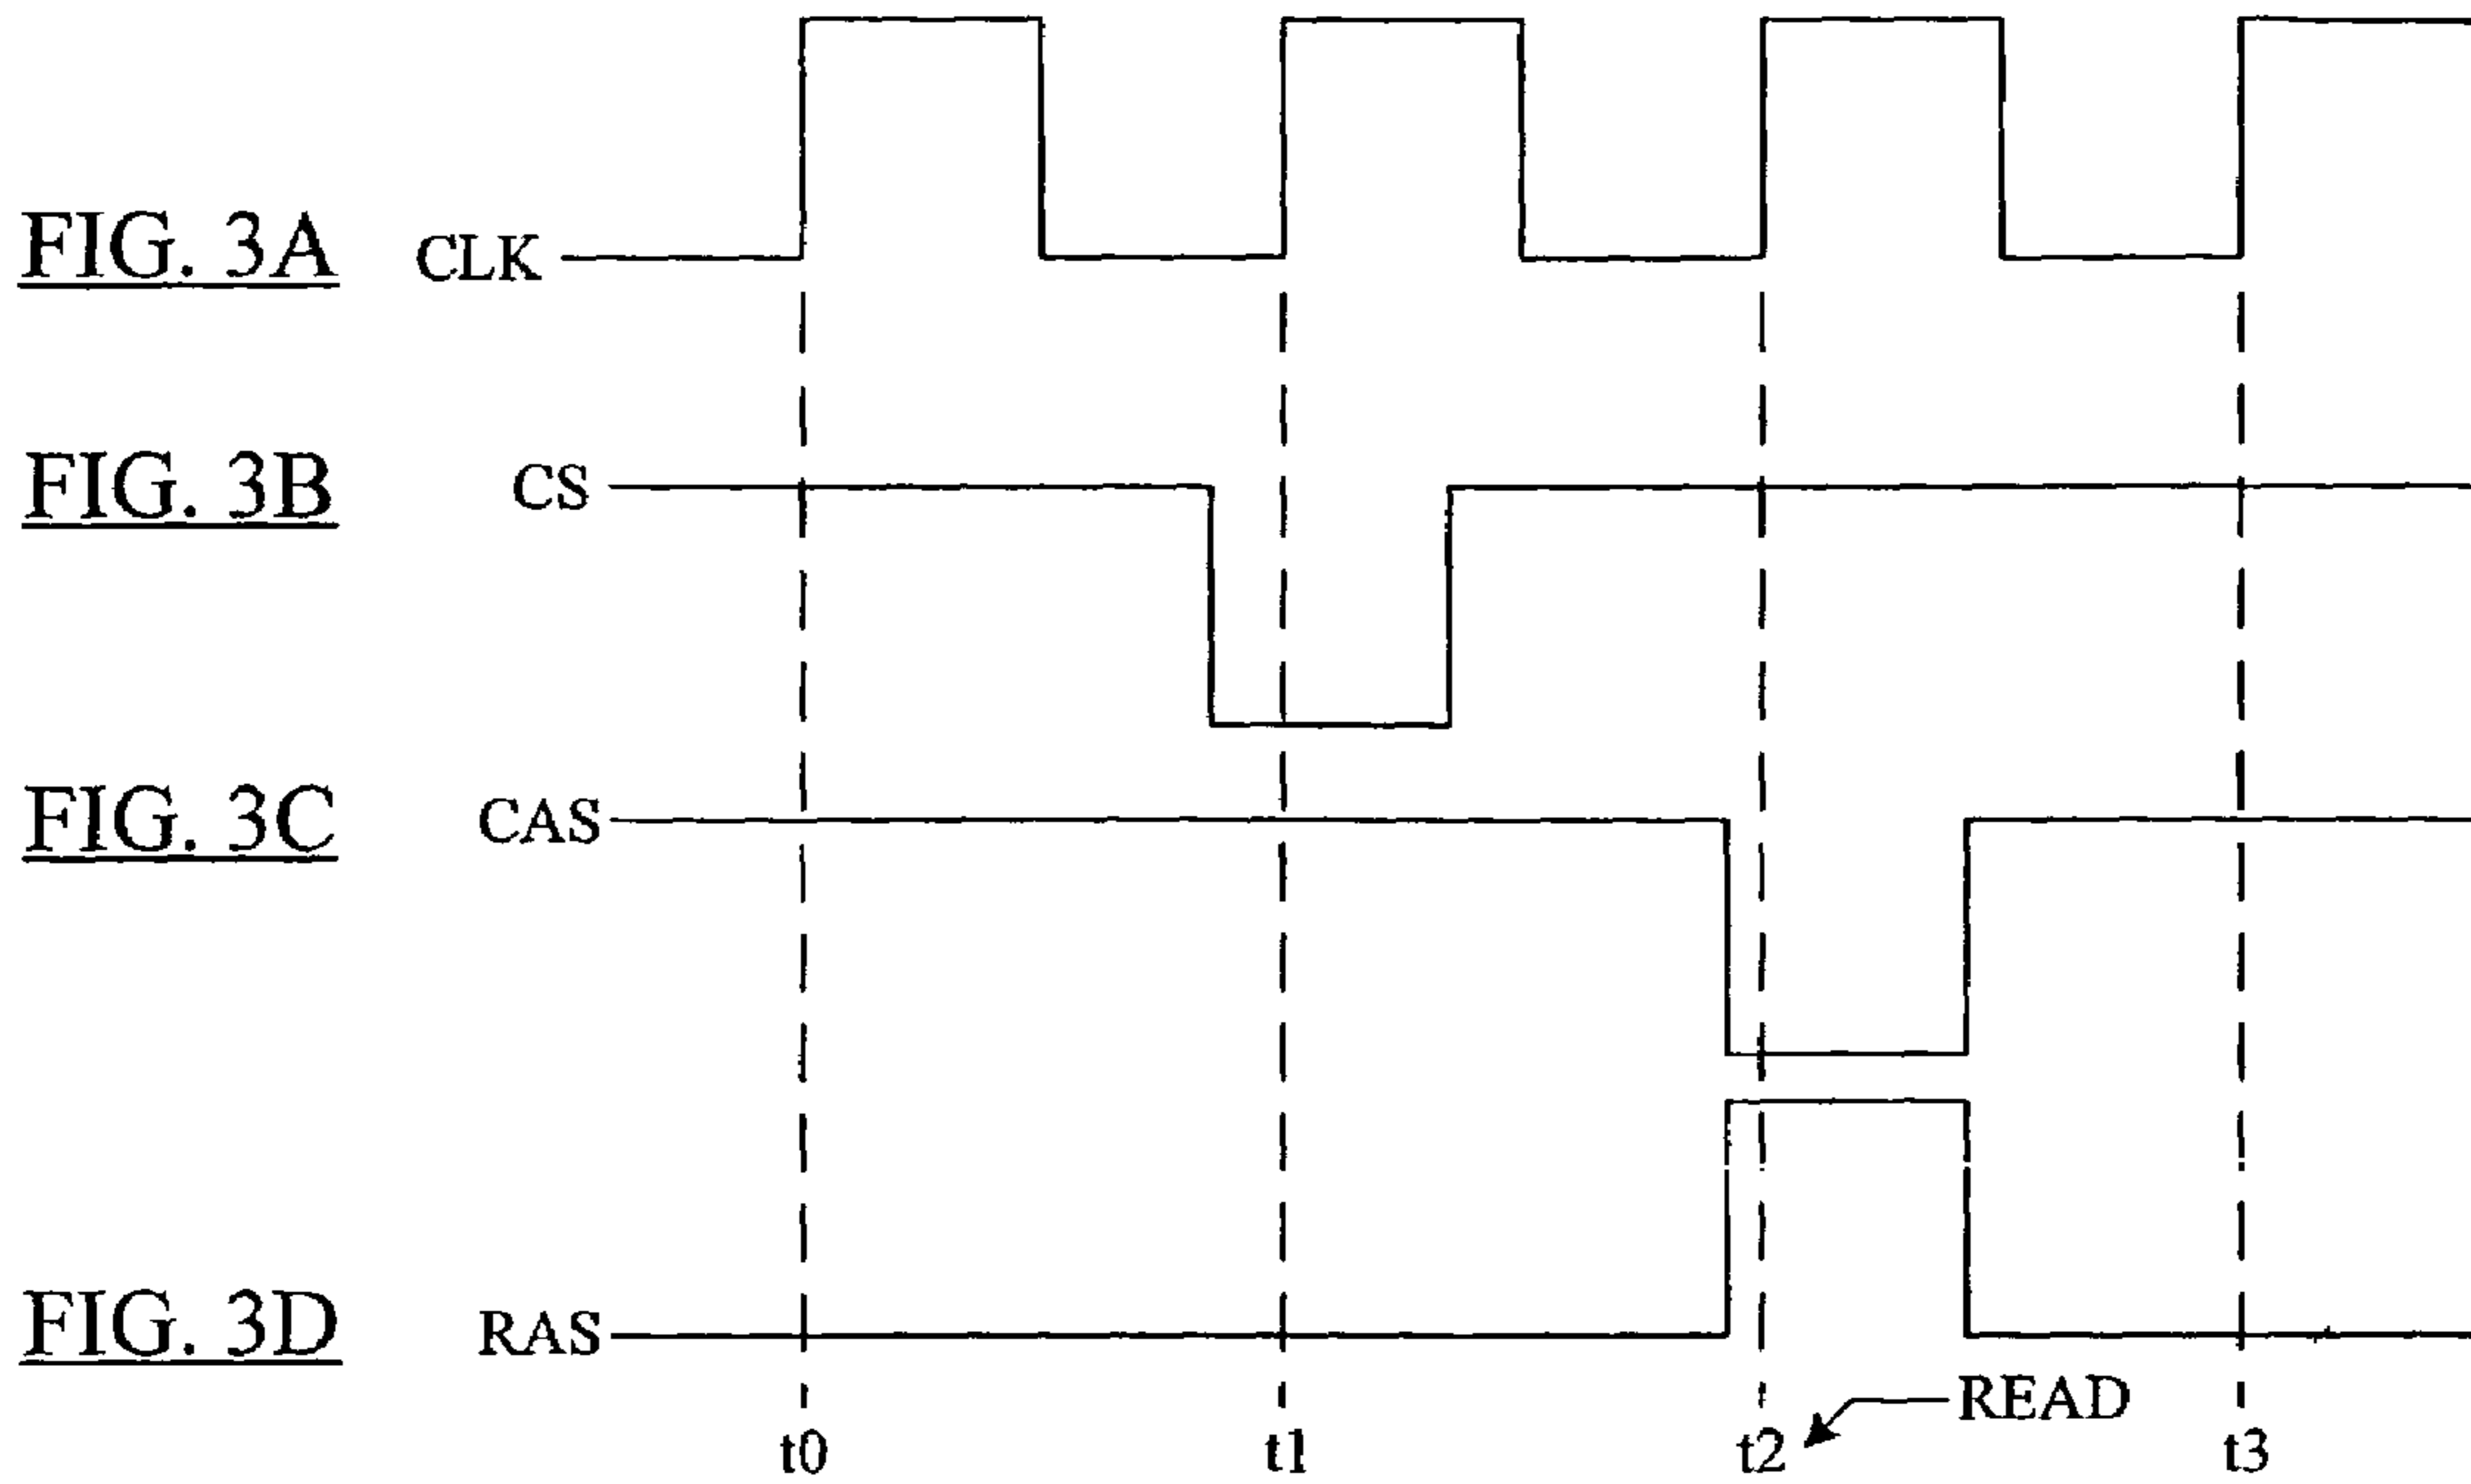 FIG. 3A CLK
FIG. 3B CS
FIG. 3C CAS
FIG. 3D RAS
READ
t0 t1 t2 t3